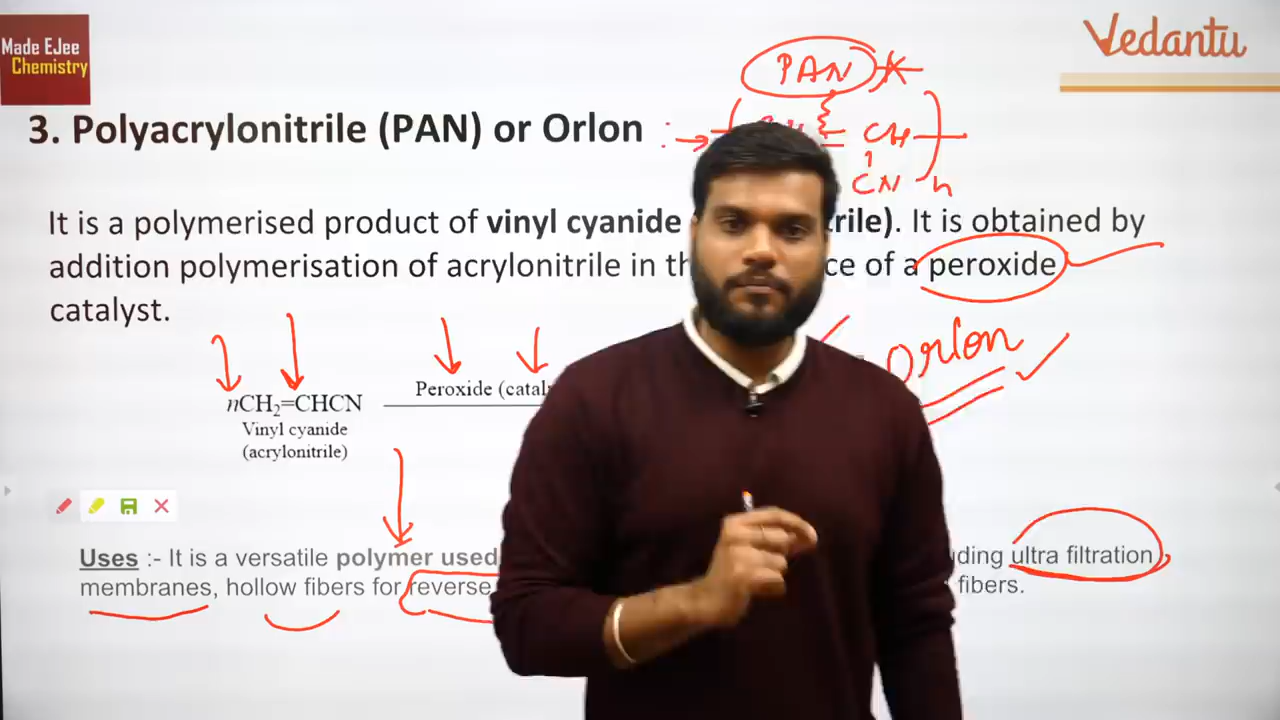 Made EJee
Chemistry
Vedantu
PAN
3. Polyacrylonitrile (PAN) or Orlon :
CH
CN n
It is a polymerised product of vinyl cyanide trile). It is obtained by
addition polymerisation of acrylonitrile in th ce of a peroxide
catalyst.
Orlon
nCH₂=CHCN Peroxide (catal
Vinyl cyanide
(acrylonitrile)
Uses :- It is a versatile polymer used uding ultra filtration
membranes, hollow fibers for reverse fibers.